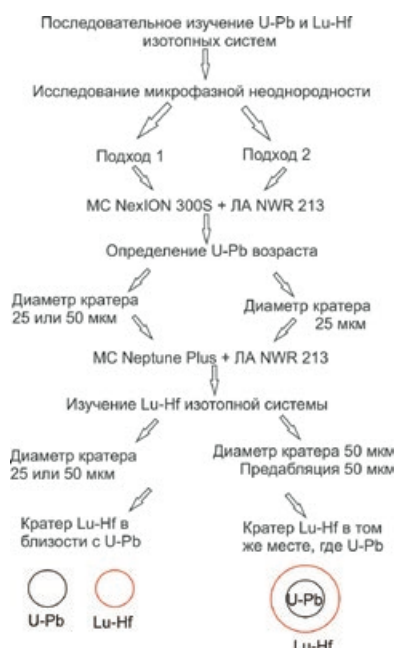 Последовательное изучение U-Pb и Lu-Hf
изотопных систем
Исследование микрофазной неоднородности
Подход 1
Подход 2
МС NexION 300S + ЛА NWR 213
Определение U-Pb возраста
Диаметр кратера
25 или 50 мкм
Диаметр кратера
25 мкм
МС Neptune Plus + ЛА NWR 213
Изучение Lu-Hf изотопной системы
Диаметр кратера
25 или 50 мкм
Диаметр кратера 50 мкм
Предабляция 50 мкм
Кратер Lu-Hf в
близости с U-Pb
Кратер Lu-Hf в том
же месте, где U-Pb
U-Pb
Lu-Hf
U-Pb
Lu-Hf